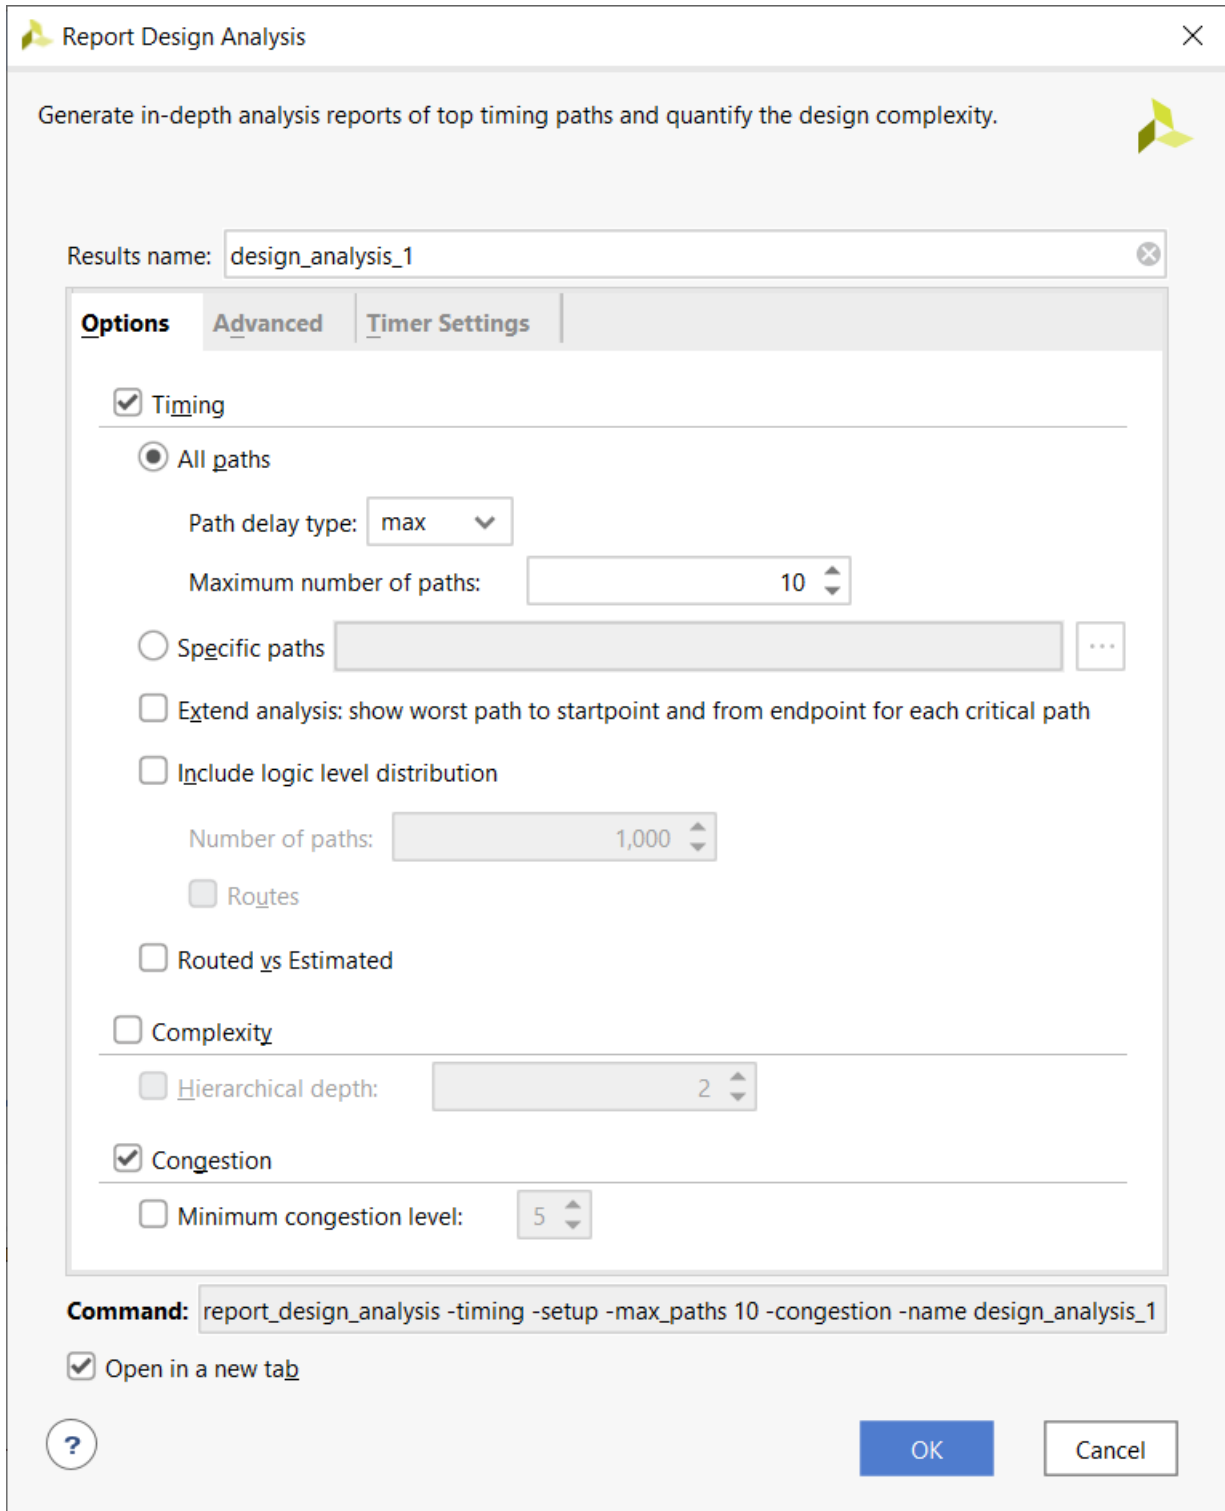 Report Design Analysis
Generate in-depth analysis reports of top timing paths and quantify the design complexity.
Results name: design_analysis_1
Options Advanced Timer Settings
Timing
All paths
Path delay type: max
Maximum number of paths: 10
Specific paths ...
Extend analysis: show worst path to startpoint and from endpoint for each critical path
Include logic level distribution
Number of paths: 1,000
Routes
Routed vs Estimated
Complexity
Hierarchical depth: 2
Congestion
Minimum congestion level: 5
Command: report_design_analysis -timing -setup -max_paths 10 -congestion -name design_analysis_1
Open in a new tab
? OK Cancel